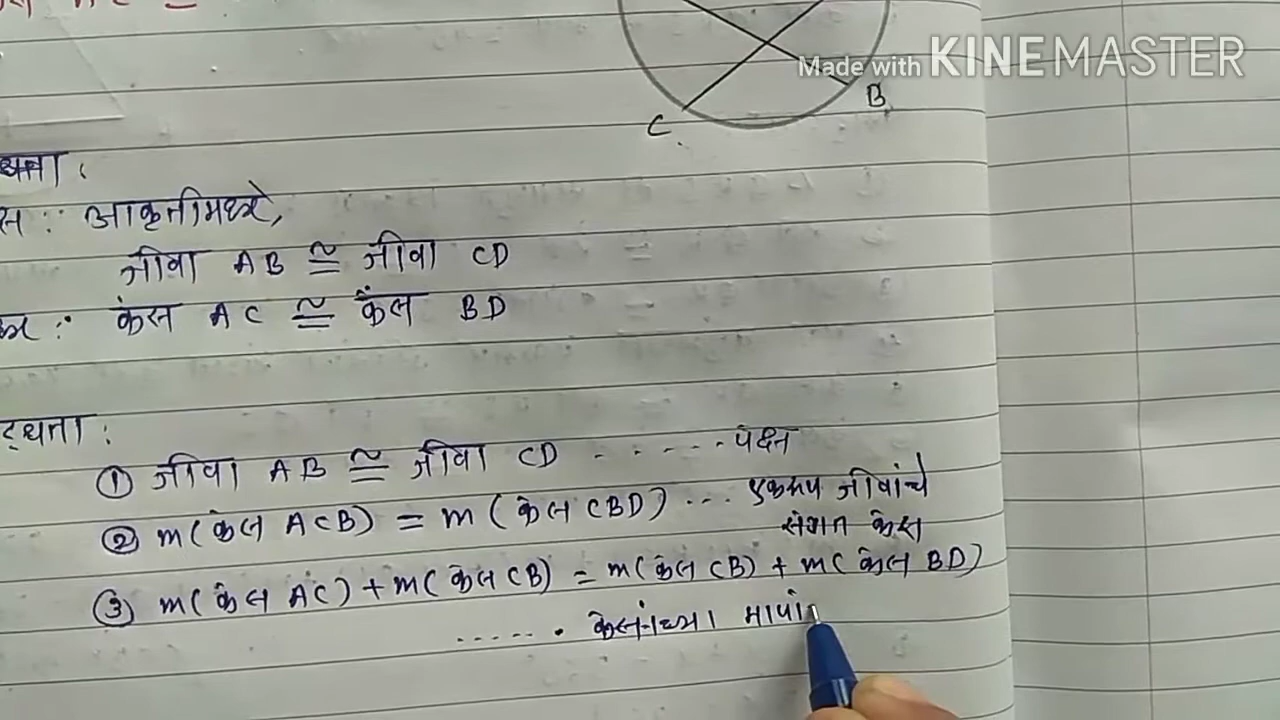 Made with KINEMASTER
B
C
आकृतीमध्ये,
जीवा AB ≅ जीवा CD
कंस AC ≅ कंस BD
① जीवा AB ≅ जीवा CD ...... पक्ष
② m(कंस ACB) = m(कंस CBD) ... एकरूप जीवांचे
संगत कंस
③ m(कंस AC) + m(कंस CB) = m(कंस CB) + m(कंस BD)
...... कंसांच्या मापां